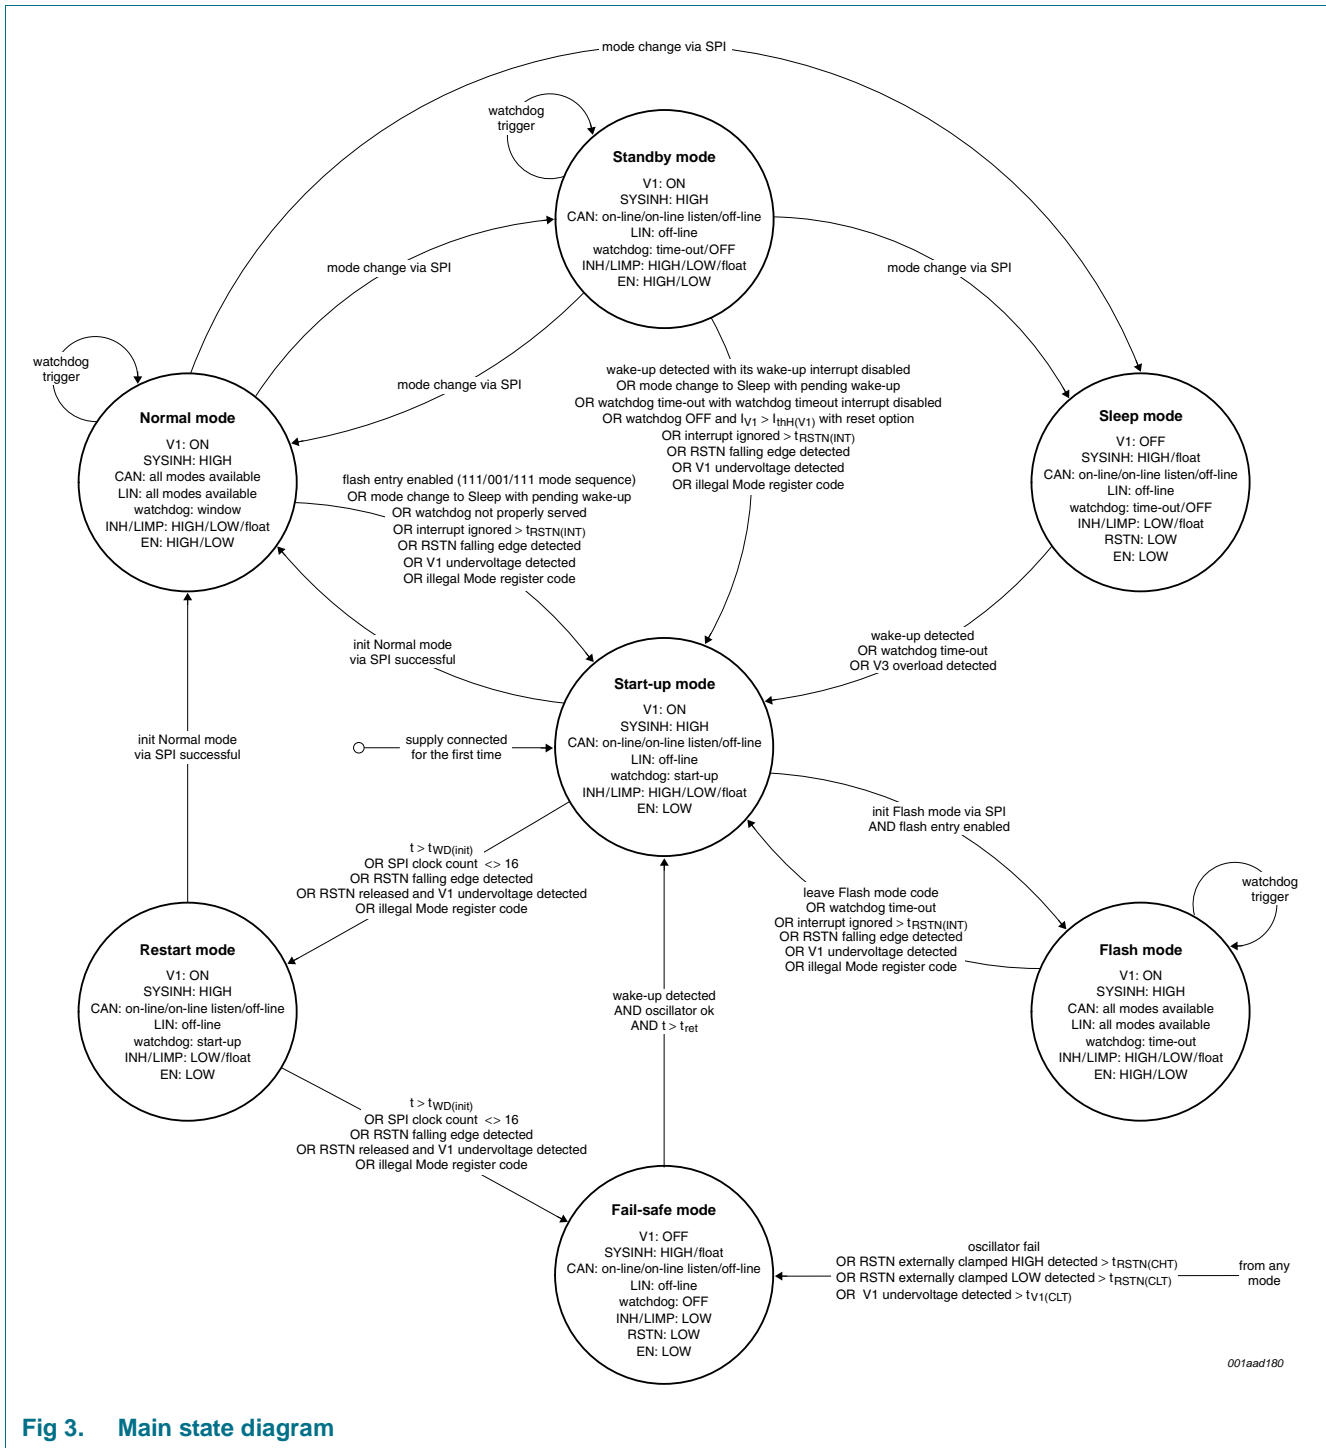 mode change via SPI
watchdog
trigger
Standby mode
V1: ON
SYSINH: HIGH
CAN: on-line/on-line listen/off-line
LIN: off-line
watchdog: time-out/OFF
INH/LIMP: HIGH/LOW/float
EN: HIGH/LOW
mode change via SPI
mode change via SPI
mode change via SPI
watchdog
trigger
Normal mode
V1: ON
SYSINH: HIGH
CAN: all modes available
LIN: all modes available
watchdog: window
INH/LIMP: HIGH/LOW/float
EN: HIGH/LOW
wake-up detected with its wake-up interrupt disabled
OR mode change to Sleep with pending wake-up
OR watchdog time-out with watchdog timeout interrupt disabled
OR watchdog OFF and IV1 > IthH(V1) with reset option
OR interrupt ignored > tRSTN(INT)
OR RSTN falling edge detected
OR V1 undervoltage detected
OR illegal Mode register code
Sleep mode
V1: OFF
SYSINH: HIGH/float
CAN: on-line/on-line listen/off-line
LIN: off-line
watchdog: time-out/OFF
INH/LIMP: LOW/float
RSTN: LOW
EN: LOW
flash entry enabled (111/001/111 mode sequence)
OR mode change to Sleep with pending wake-up
OR watchdog not properly served
OR interrupt ignored > tRSTN(INT)
OR RSTN falling edge detected
OR V1 undervoltage detected
OR illegal Mode register code
init Normal mode
via SPI successful
wake-up detected
OR watchdog time-out
OR V3 overload detected
Start-up mode
V1: ON
SYSINH: HIGH
CAN: on-line/on-line listen/off-line
LIN: off-line
watchdog: start-up
INH/LIMP: HIGH/LOW/float
EN: LOW
supply connected
for the first time
init Normal mode
via SPI successful
init Flash mode via SPI
AND flash entry enabled
t > tWD(init)
OR SPI clock count <> 16
OR RSTN falling edge detected
OR RSTN released and V1 undervoltage detected
OR illegal Mode register code
leave Flash mode code
OR watchdog time-out
OR interrupt ignored > tRSTN(INT)
OR RSTN falling edge detected
OR V1 undervoltage detected
OR illegal Mode register code
watchdog
trigger
Restart mode
V1: ON
SYSINH: HIGH
CAN: on-line/on-line listen/off-line
LIN: off-line
watchdog: start-up
INH/LIMP: LOW/float
EN: LOW
Flash mode
V1: ON
SYSINH: HIGH
CAN: all modes available
LIN: all modes available
watchdog: time-out
INH/LIMP: HIGH/LOW/float
EN: HIGH/LOW
wake-up detected
AND oscillator ok
AND t > tret
t > tWD(init)
OR SPI clock count <> 16
OR RSTN falling edge detected
OR RSTN released and V1 undervoltage detected
OR illegal Mode register code
Fail-safe mode
V1: OFF
SYSINH: HIGH/float
CAN: on-line/on-line listen/off-line
LIN: off-line
watchdog: OFF
INH/LIMP: LOW
RSTN: LOW
EN: LOW
oscillator fail
OR RSTN externally clamped HIGH detected > tRSTN(CHT)
OR RSTN externally clamped LOW detected > tRSTN(CLT)
OR V1 undervoltage detected > tV1(CLT)
from any
mode
001aad180
Fig 3. Main state diagram